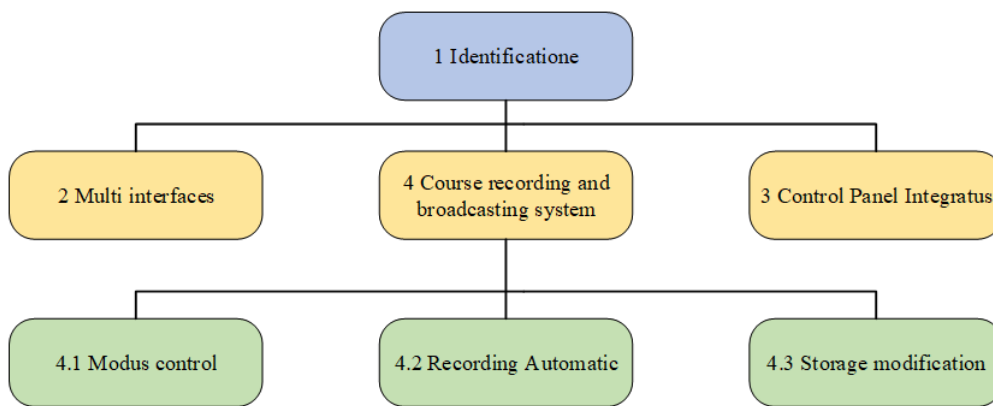 1 Identificatione
2 Multi interfaces
4 Course recording and
broadcasting system
3 Control Panel Integratus
4.1 Modus control
4.2 Recording Automatic
4.3 Storage modification